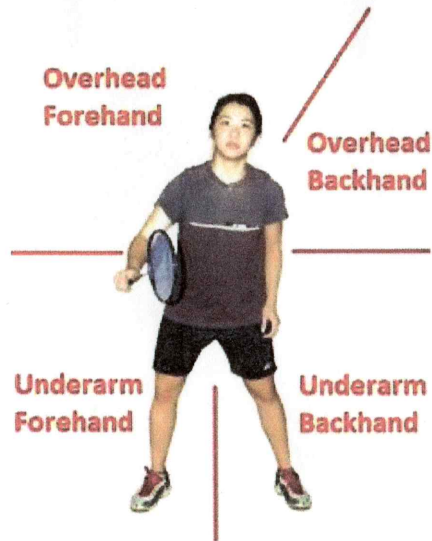 Overhead
Forehand
Overhead
Backhand
Underarm
Forehand
Underarm
Backhand